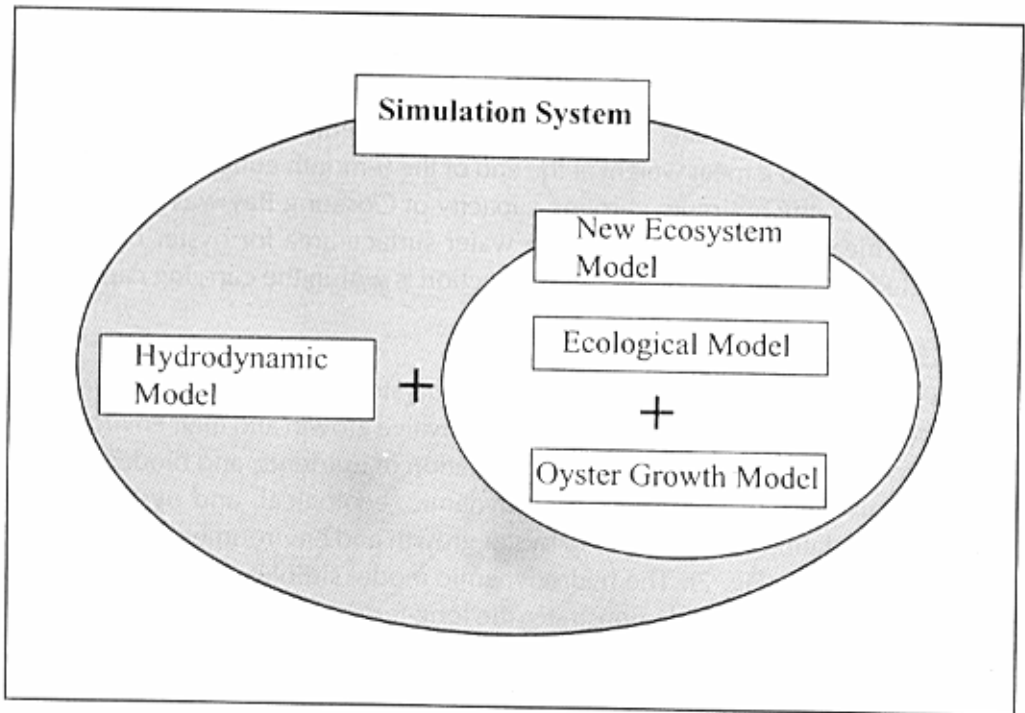 Simulation System
New Ecosystem
Model
Hydrodynamic
Model
+
Ecological Model
+
Oyster Growth Model